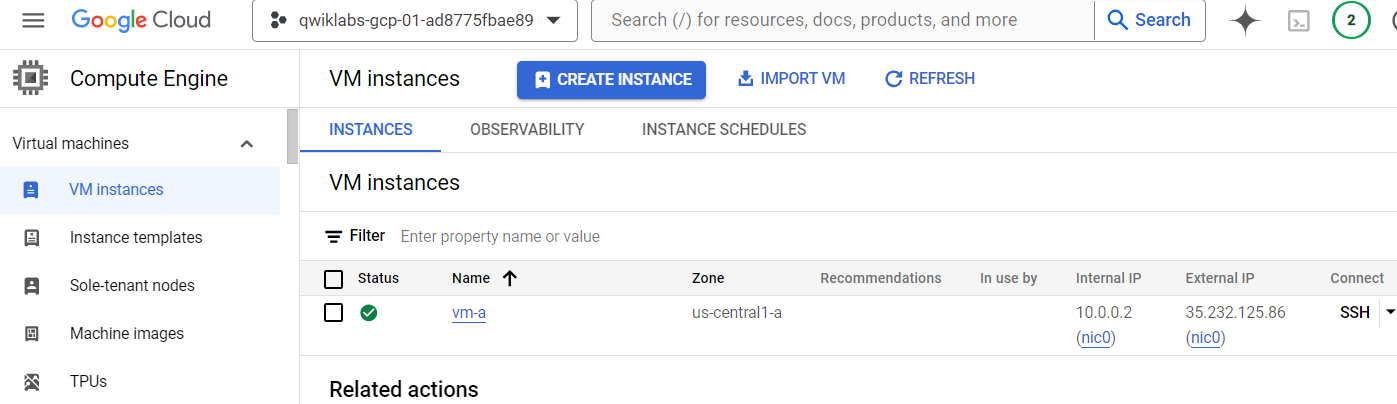 Google Cloud qwiklabs-gcp-01-ad8775fbae89 Search (/) for resources, docs, products, and more Search 2
Compute Engine VM instances CREATE INSTANCE IMPORT VM REFRESH
Virtual machines INSTANCES OBSERVABILITY INSTANCE SCHEDULES
VM instances
Instance templates
Sole-tenant nodes
Machine images
TPUs
VM instances
Filter Enter property name or value
Status Name Zone Recommendations In use by Internal IP External IP Connect
vm-a us-central1-a 10.0.0.2 35.232.125.86 SSH
(nic0) (nic0)
Related actions